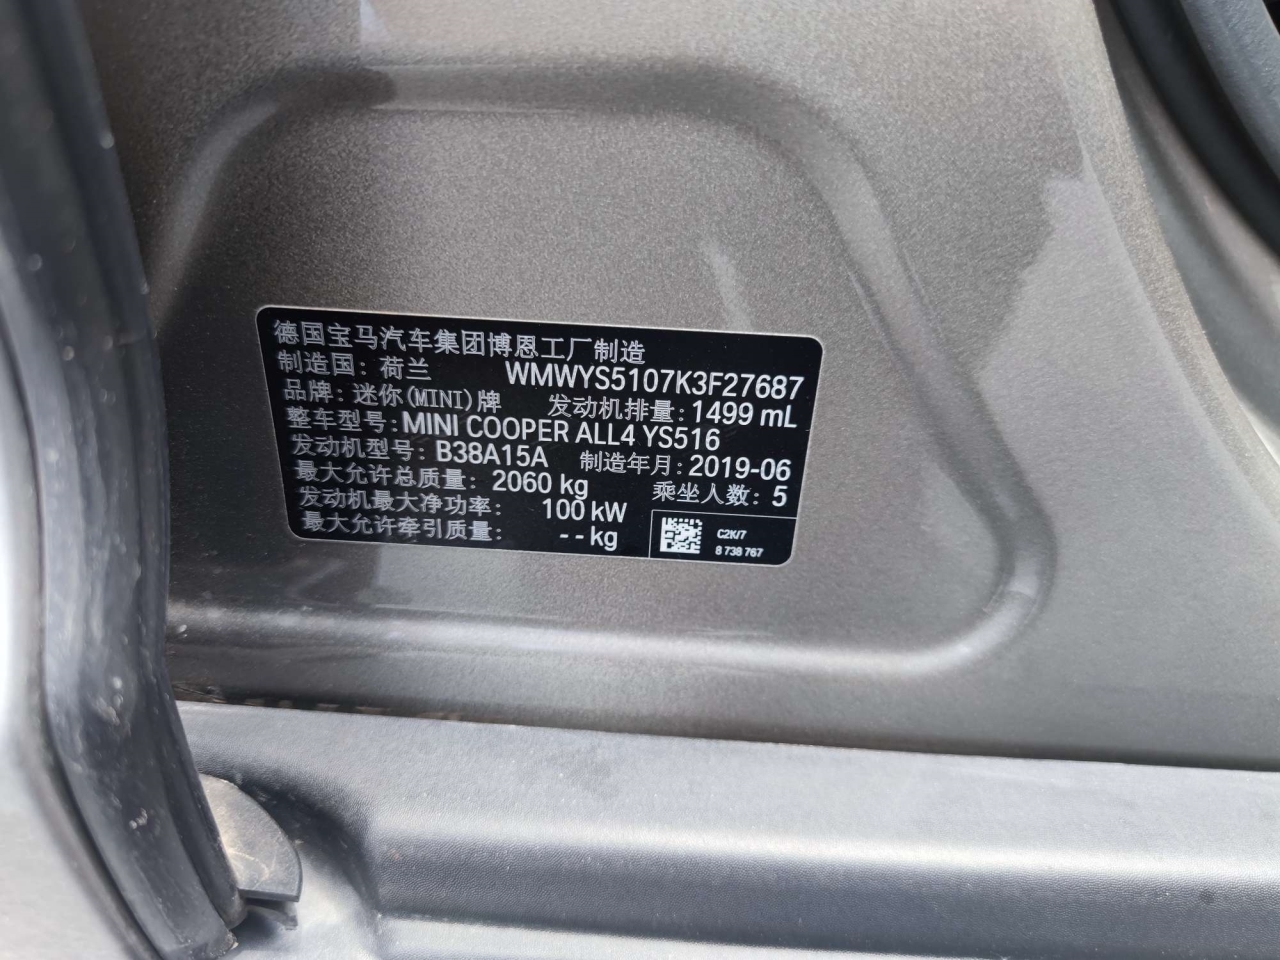 德国宝马汽车集团博恩工厂制造
制造国: 荷兰 WMWYS5107K3F27687
品牌: 迷你(MINI)牌 发动机排量: 1499 mL
整车型号: MINI COOPER ALL4 YS516
发动机型号: B38A15A 制造年月: 2019-06
最大允许总质量: 2060 kg 乘坐人数: 5
发动机最大净功率: 100 kW
最大允许牵引质量: -- kg
C2K/7
8 738 767